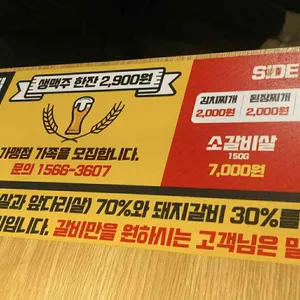 생맥주 한잔 2,900원
SIDE
김치찌개 된장찌개
2,000원 2,000원
가맹점 가족을 모집합니다.
문의 1566-3607
소갈비살
150G
7,000원
살과 앞다리살) 70%와 돼지갈비 30%를
입니다. 갈비만을 원하시는 고객님은